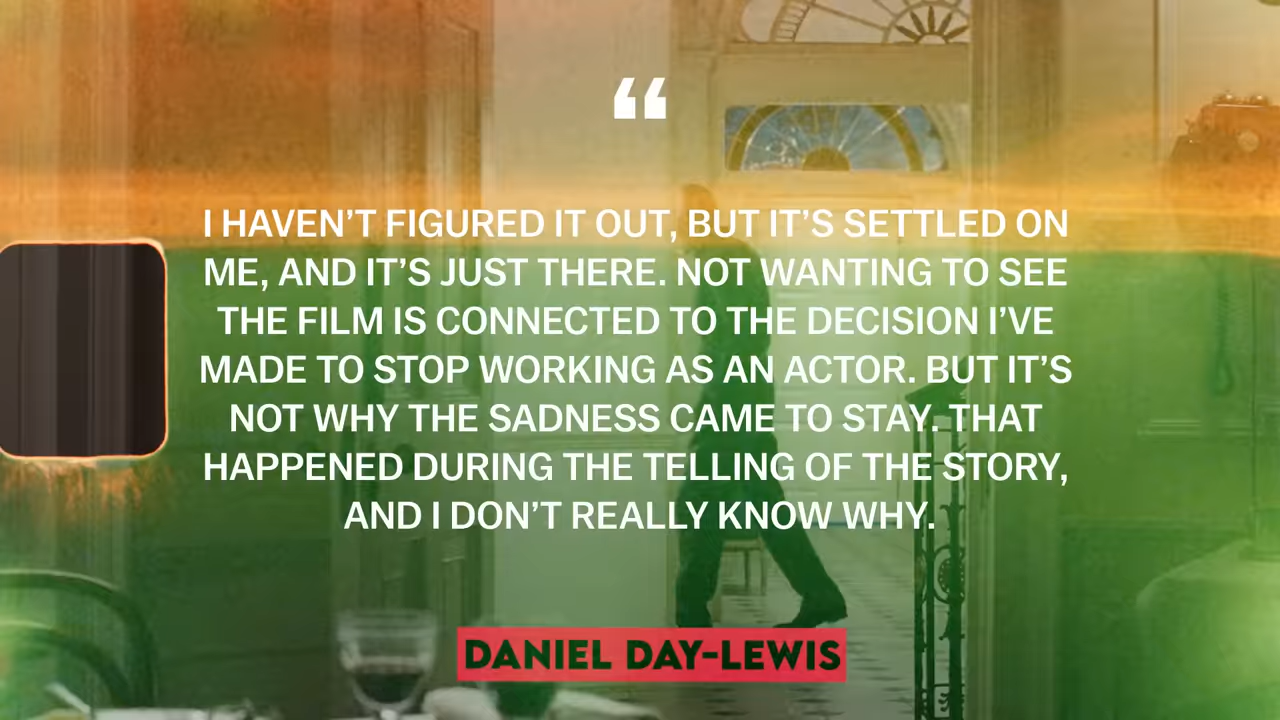 “
I HAVEN’T FIGURED IT OUT, BUT IT’S SETTLED ON
ME, AND IT’S JUST THERE. NOT WANTING TO SEE
THE FILM IS CONNECTED TO THE DECISION I’VE
MADE TO STOP WORKING AS AN ACTOR. BUT IT’S
NOT WHY THE SADNESS CAME TO STAY. THAT
HAPPENED DURING THE TELLING OF THE STORY,
AND I DON’T REALLY KNOW WHY.
DANIEL DAY-LEWIS